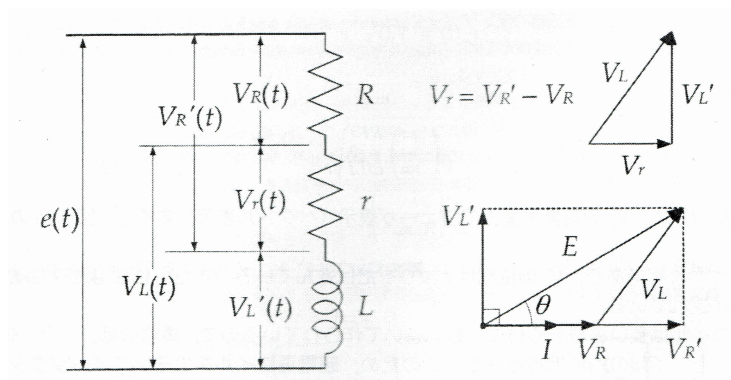 e(t)
V_R'(t)
V_R(t)
V_r(t)
V_L(t)
V_L'(t)
R
r
L
V_r = V_R' − V_R
V_L
V_L'
V_r
V_L'
E
V_L
θ
I
V_R
V_R'